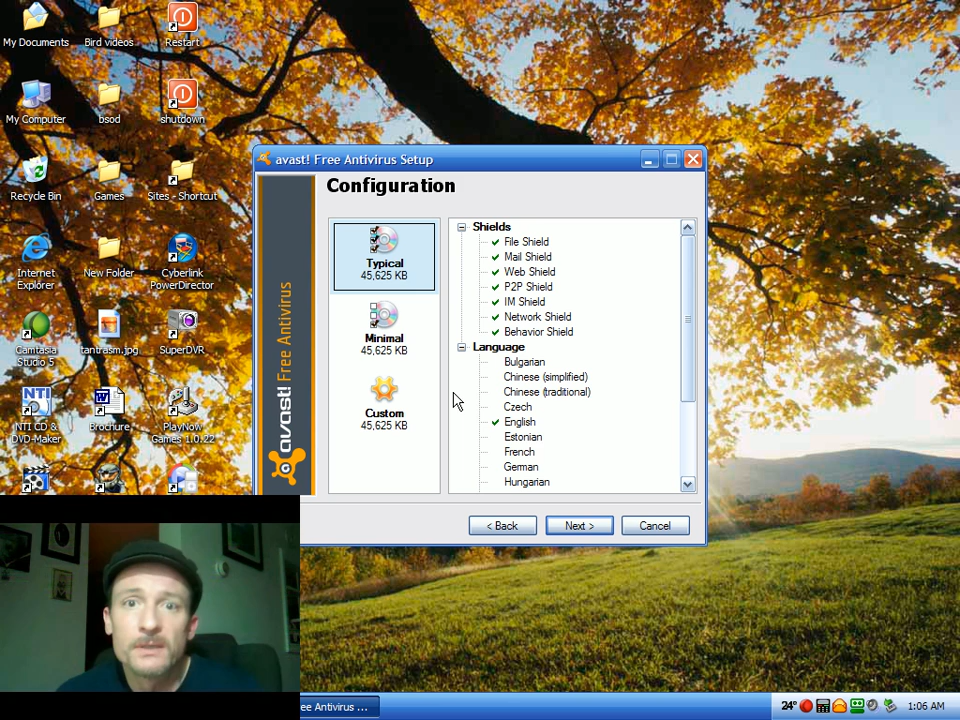 My Documents
Bird videos
Restart
My Computer
bsod
shutdown
Recycle Bin
Games
Sites - Shortcut
Internet
Explorer
New Folder
Cyberlink
PowerDirector
Camtasia
Studio 5
tantrasm.jpg
SuperDVR
NTI CD &
DVD-Maker
Brochure
PlayNow
Games 1.0.22
avast! Free Antivirus Setup
Configuration
avast! Free Antivirus
Typical
45,625 KB
Minimal
45,625 KB
Custom
45,625 KB
Shields
File Shield
Mail Shield
Web Shield
P2P Shield
IM Shield
Network Shield
Behavior Shield
Language
Bulgarian
Chinese (simplified)
Chinese (traditional)
Czech
English
Estonian
French
German
Hungarian
< Back
Next >
Cancel
ee Antivirus ...
24°
1:06 AM